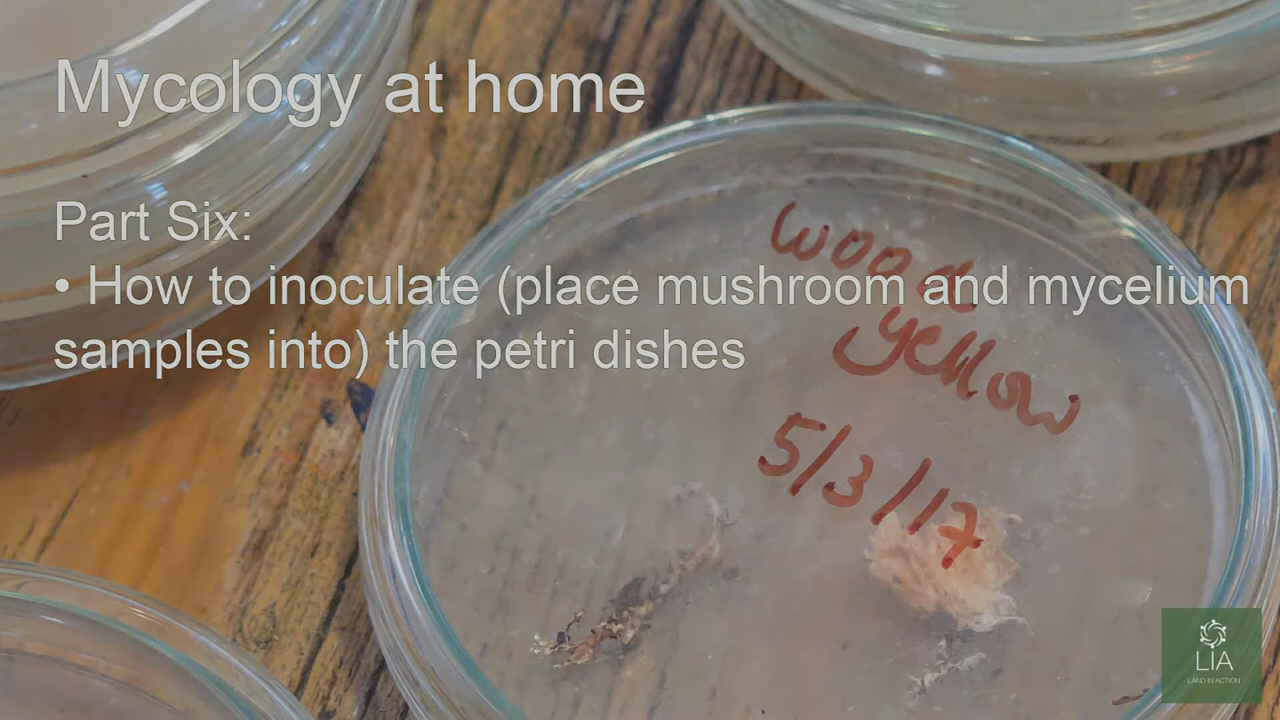 Mycology at home
Part Six:
• How to inoculate (place mushroom and mycelium
samples into) the petri dishes
wood
yellow
5/3/17
LIA
LAND IN ACTION